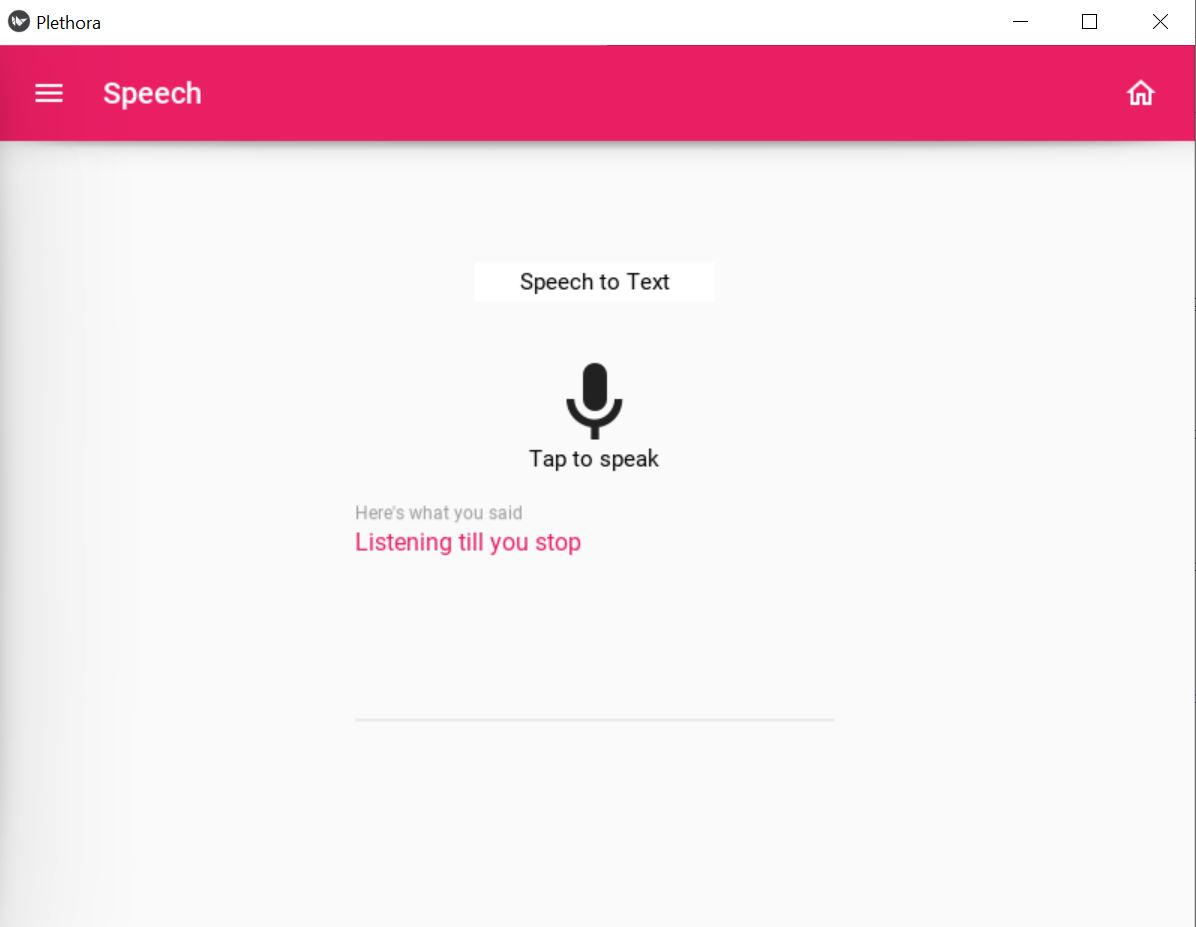 Plethora
Speech
Speech to Text
Tap to speak
Here's what you said
Listening till you stop